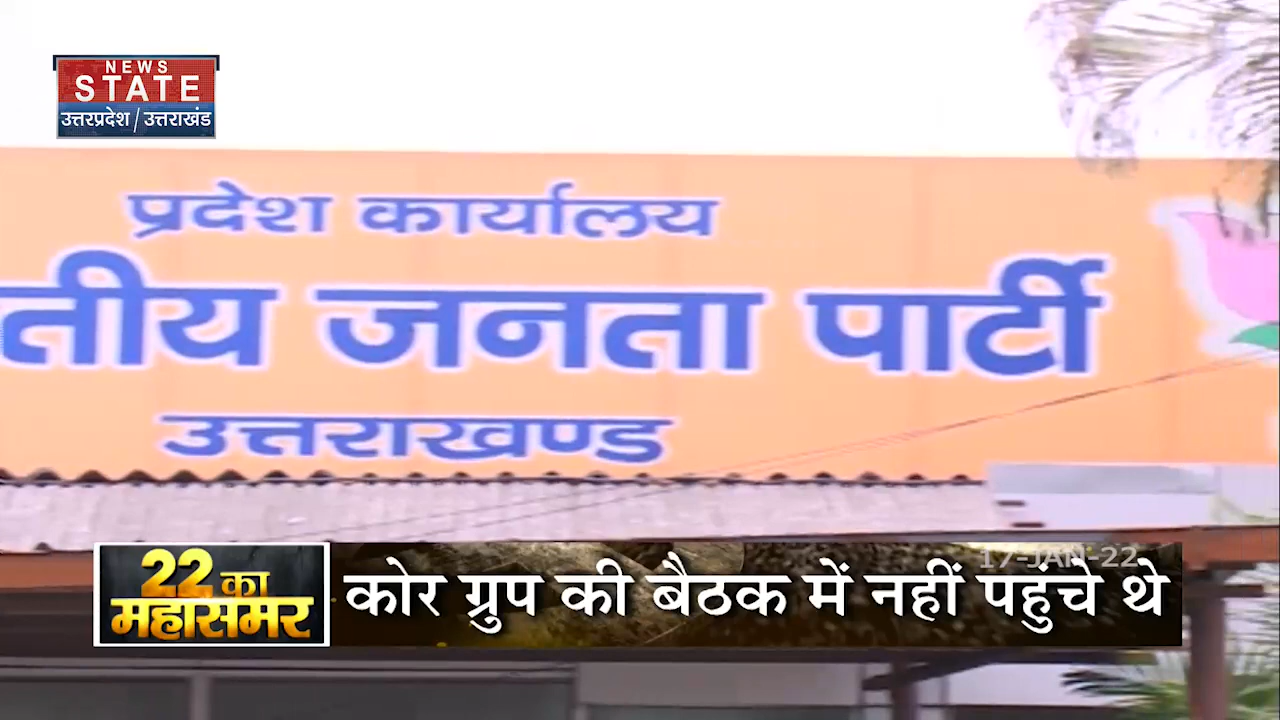 NEWS
STATE
उत्तरप्रदेश/उत्तराखंड
प्रदेश कार्यालय
तीय जनता पार्टी
उत्तराखण्ड
22 का
महासमर
17-JAN-22
कोर ग्रुप की बैठक में नहीं पहुंचे थे